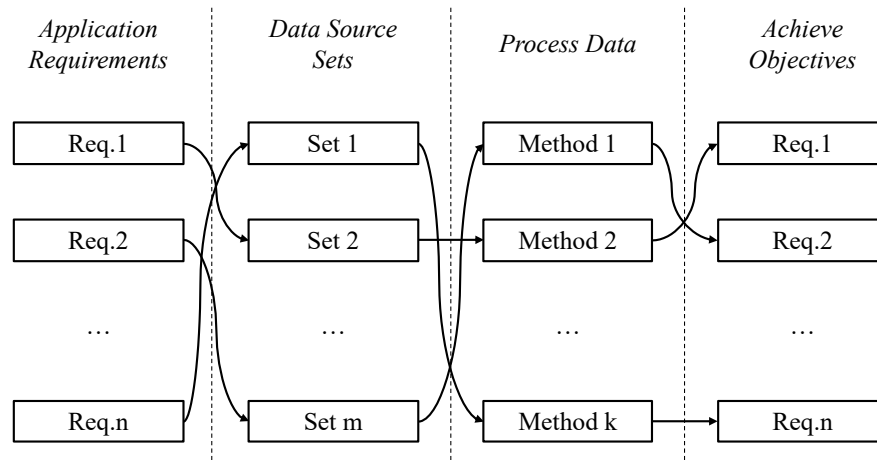 Application
Requirements
Data Source
Sets
Process Data
Achieve
Objectives
Req.1
Set 1
Method 1
Req.1
Req.2
Set 2
Method 2
Req.2
…
…
…
…
Req.n
Set m
Method k
Req.n